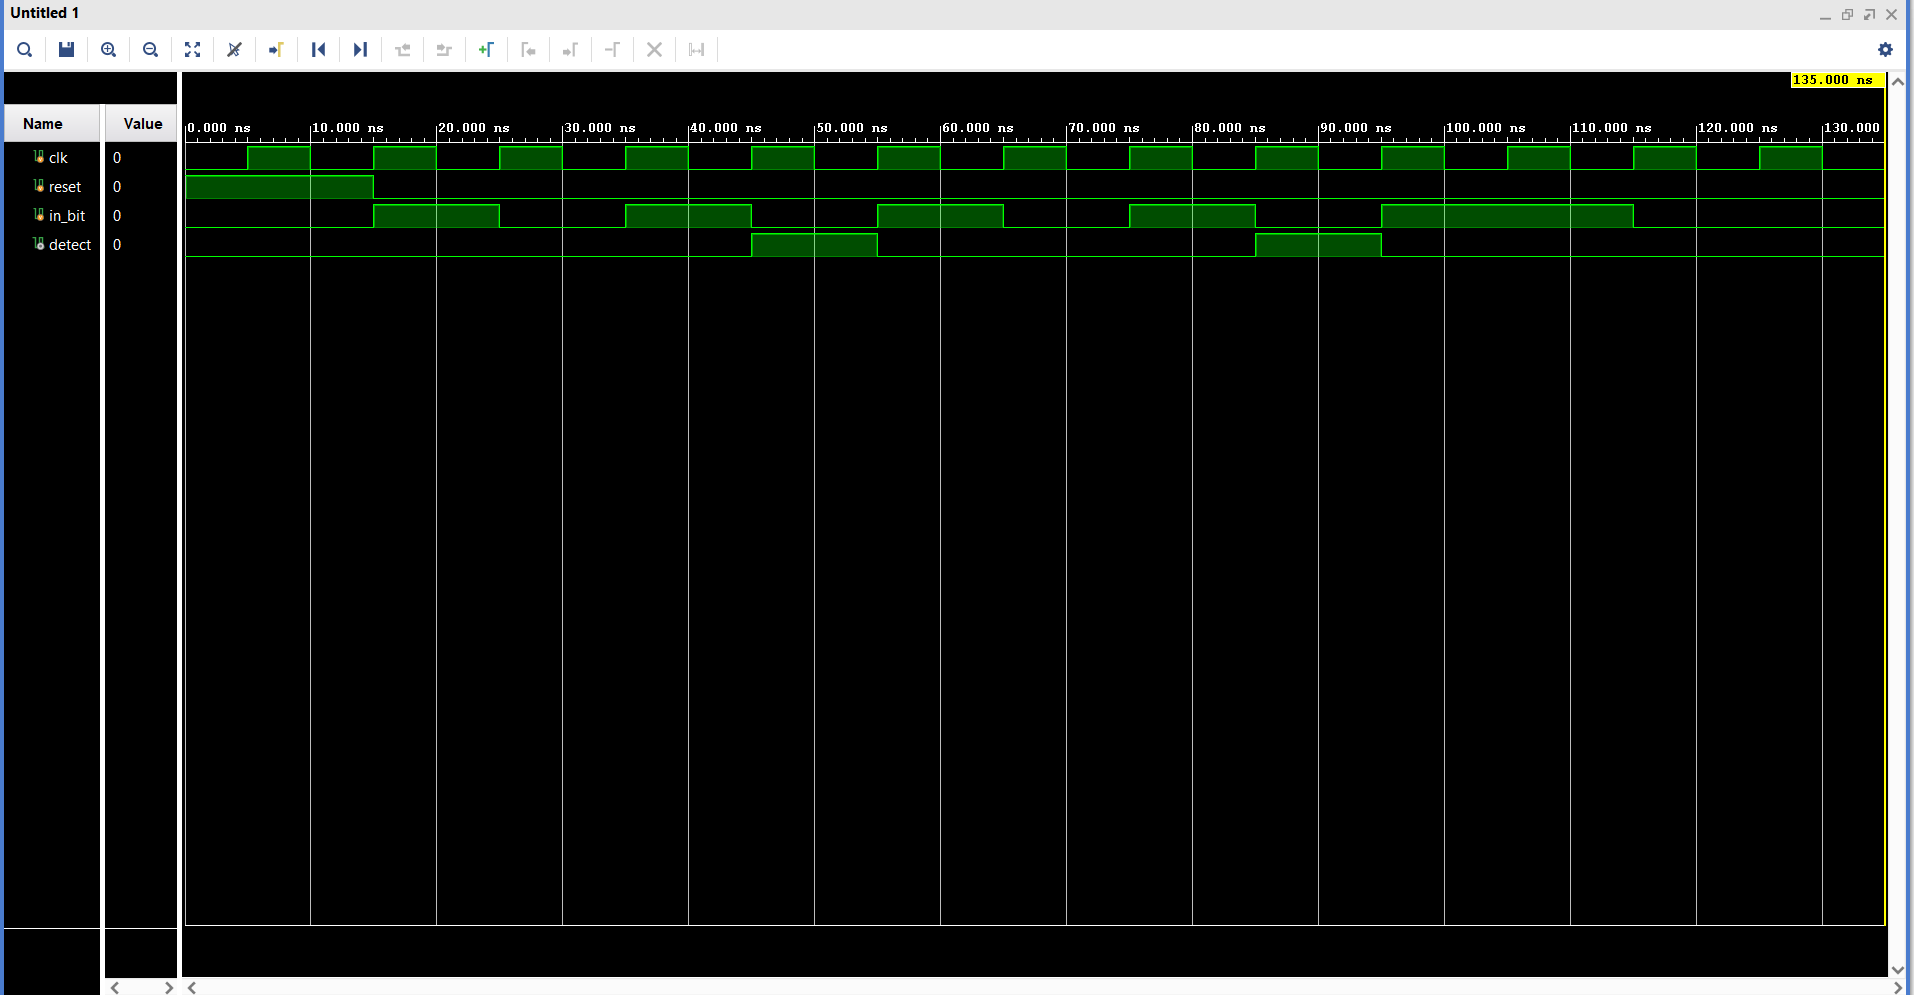 Untitled 1
135.000 ns
Name Value
0.000 ns 10.000 ns 20.000 ns 30.000 ns 40.000 ns 50.000 ns 60.000 ns 70.000 ns 80.000 ns 90.000 ns 100.000 ns 110.000 ns 120.000 ns 130.000
clk 0
reset 0
in_bit 0
detect 0